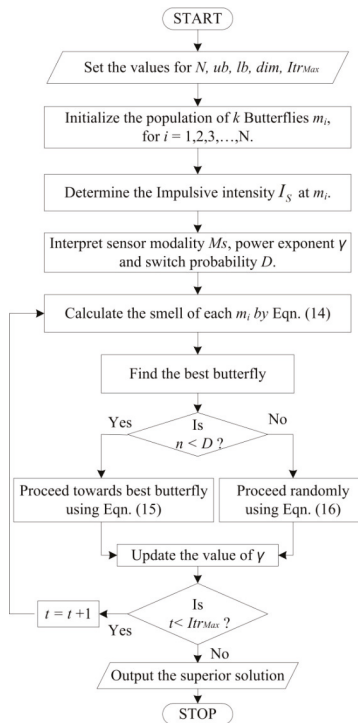 START
Set the values for N, ub, lb, dim, ItrMax
Initialize the population of k Butterflies mi,
for i = 1,2,3,…,N.
Determine the Impulsive intensity IS at mi.
Interpret sensor modality Ms, power exponent γ
and switch probability D.
Calculate the smell of each mi by Eqn. (14)
Find the best butterfly
Yes
Is
n < D ?
No
Proceed towards best butterfly
using Eqn. (15)
Proceed randomly
using Eqn. (16)
Update the value of γ
t = t +1
Yes
Is
t< ItrMax ?
No
Output the superior solution
STOP